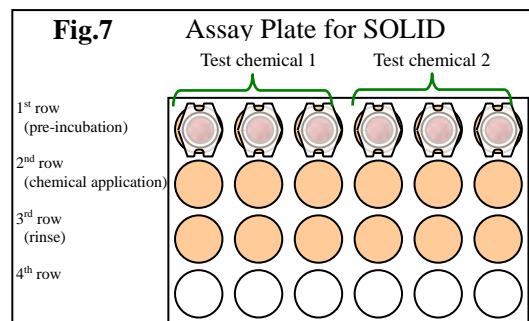 Fig.7 Assay Plate for SOLID
Test chemical 1 Test chemical 2
1st row
(pre-incubation)
2nd row
(chemical application)
3rd row
(rinse)
4th row